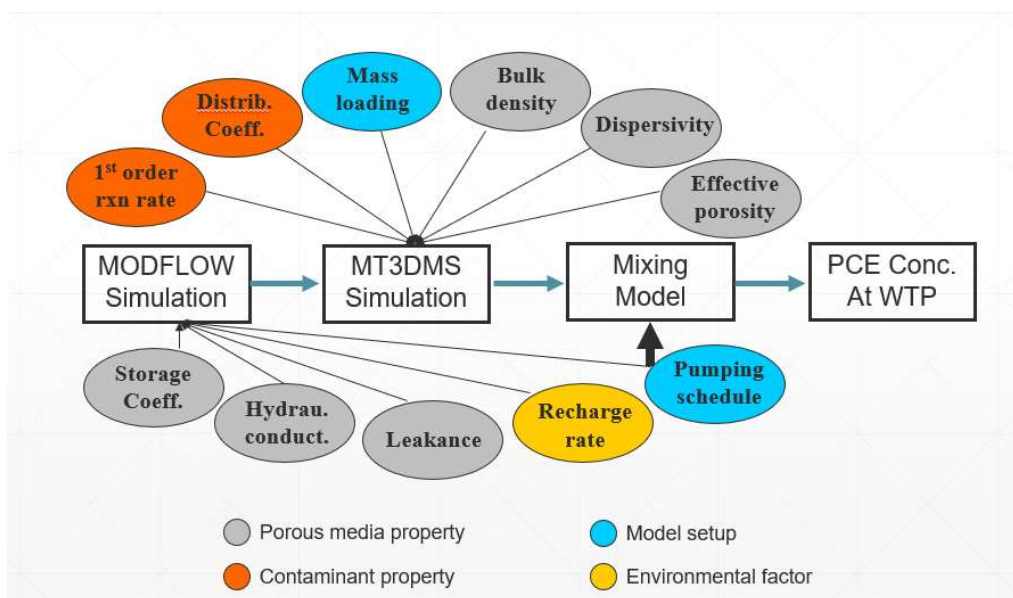 Mass
loading
Bulk
density
Distrib.
Coeff.
Dispersivity
1st order
rxn rate
Effective
porosity
MODFLOW
Simulation
MT3DMS
Simulation
Mixing
Model
PCE Conc.
At WTP
Storage
Coeff.
Hydrau.
conduct.
Leakance
Recharge
rate
Pumping
schedule
Porous media property
Model setup
Contaminant property
Environmental factor